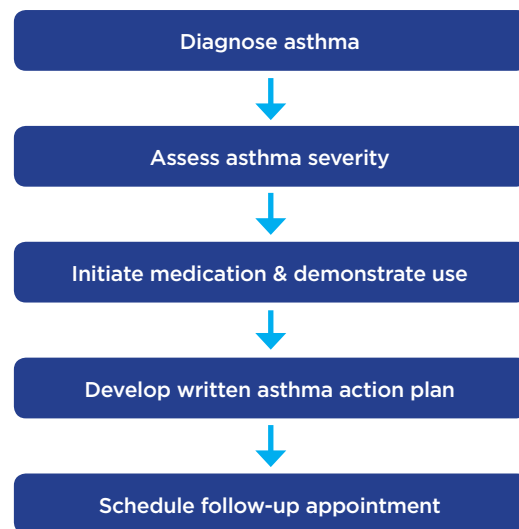 Diagnose asthma
Assess asthma severity
Initiate medication & demonstrate use
Develop written asthma action plan
Schedule follow-up appointment